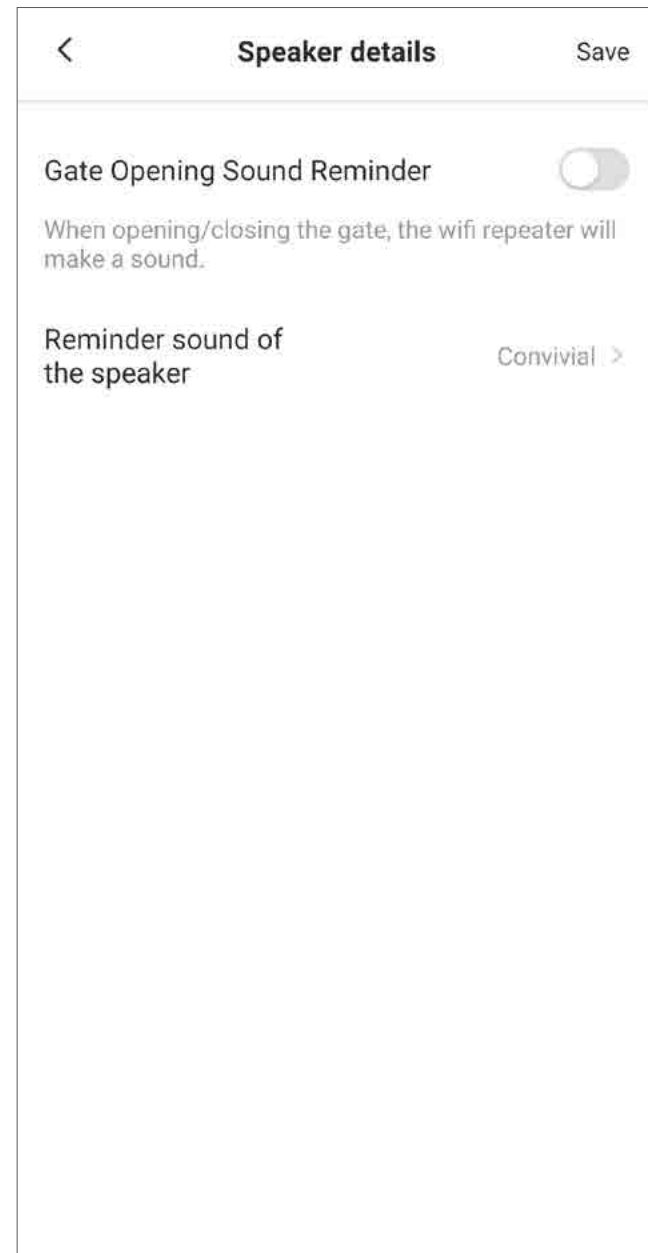 Speaker details
Save
Gate Opening Sound Reminder
When opening/closing the gate, the wifi repeater will
make a sound.
Reminder sound of
the speaker
Convivial